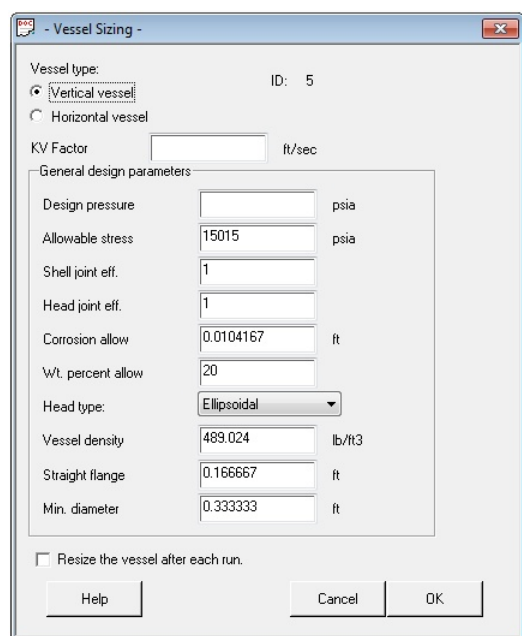 DOC - Vessel Sizing -
Vessel type:
ID: 5
Vertical vessel
Horizontal vessel
KV Factor ft/sec
General design parameters
Design pressure psia
Allowable stress 15015 psia
Shell joint eff. 1
Head joint eff. 1
Corrosion allow 0.0104167 ft
Wt. percent allow 20
Head type: Ellipsoidal
Vessel density 489.024 lb/ft3
Straight flange 0.166667 ft
Min. diameter 0.333333 ft
Resize the vessel after each run.
Help Cancel OK